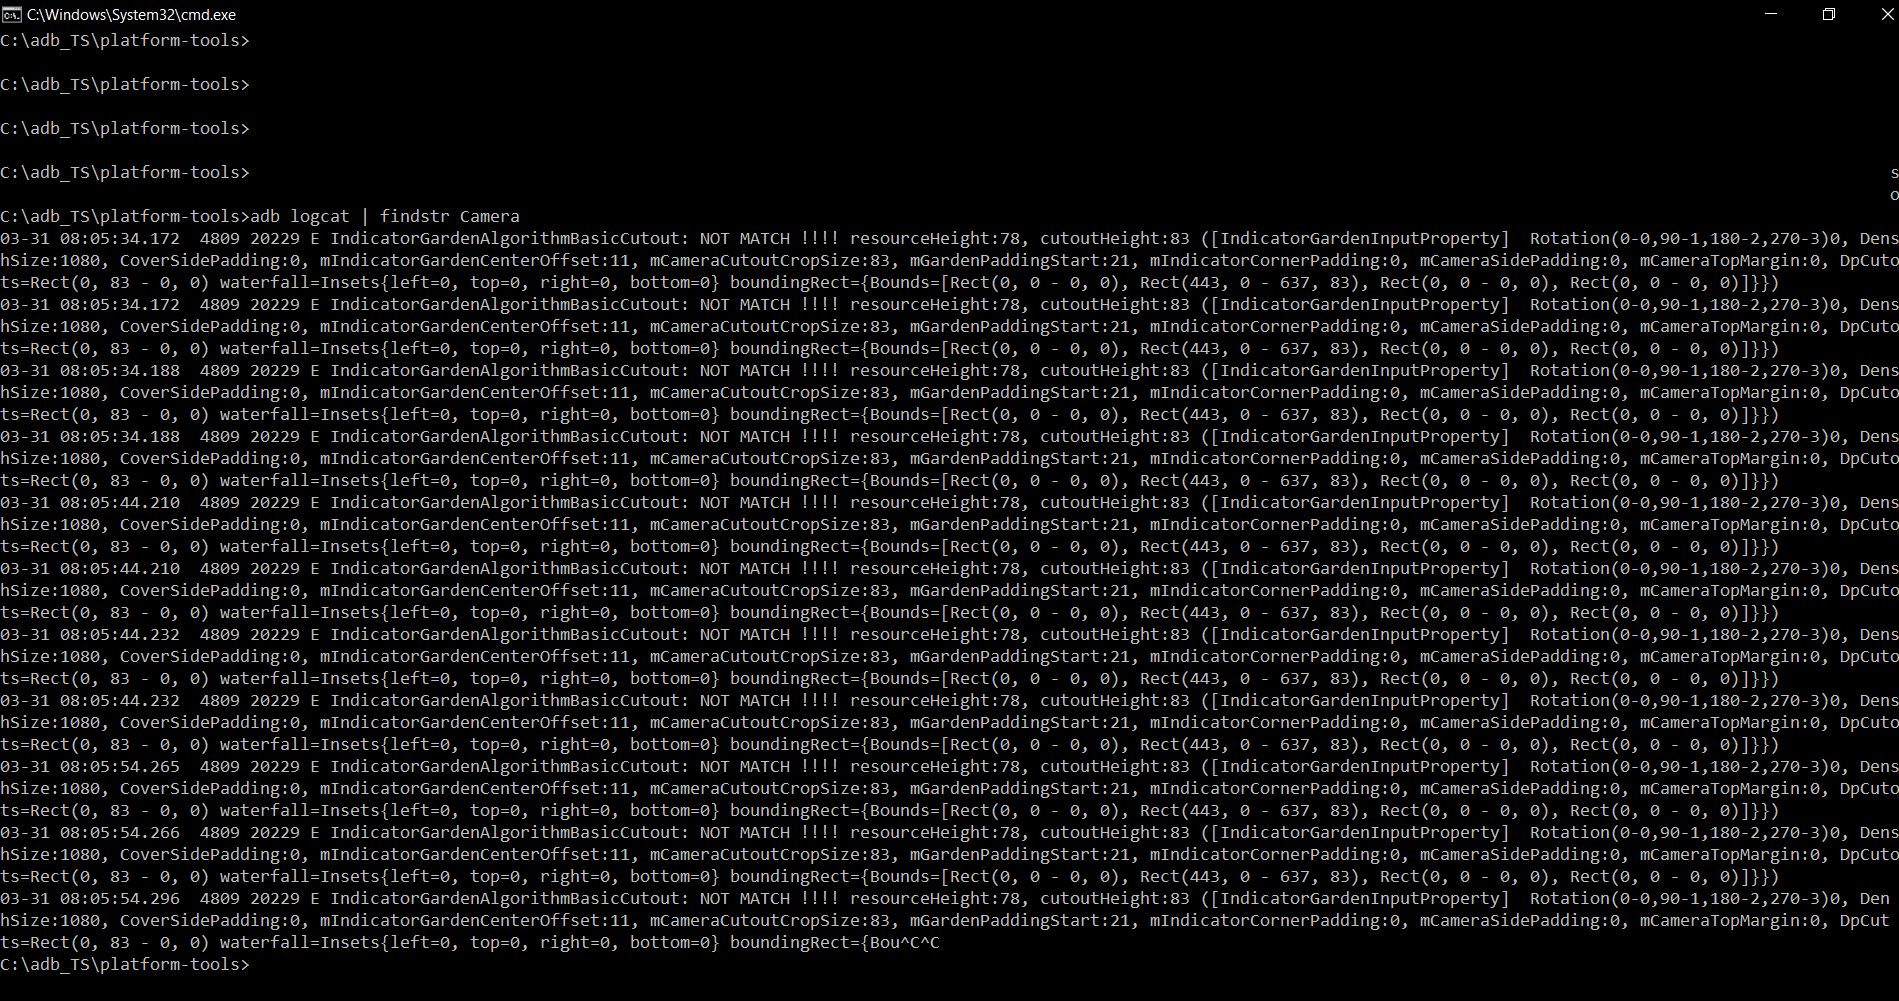 C:\Windows\System32\cmd.exe
C:\adb_TS\platform-tools>
C:\adb_TS\platform-tools>
C:\adb_TS\platform-tools>
C:\adb_TS\platform-tools>
s
o
C:\adb_TS\platform-tools>adb logcat | findstr Camera
03-31 08:05:34.172  4809 20229 E IndicatorGardenAlgorithmBasicCutout: NOT MATCH !!!! resourceHeight:78, cutoutHeight:83 ([IndicatorGardenInputProperty]  Rotation(0-0,90-1,180-2,270-3)0, Dens
hSize:1080, CoverSidePadding:0, mIndicatorGardenCenterOffset:11, mCameraCutoutCropSize:83, mGardenPaddingStart:21, mIndicatorCornerPadding:0, mCameraSidePadding:0, mCameraTopMargin:0, DpCuto
ts=Rect(0, 83 - 0, 0) waterfall=Insets{left=0, top=0, right=0, bottom=0} boundingRect={Bounds=[Rect(0, 0 - 0, 0), Rect(443, 0 - 637, 83), Rect(0, 0 - 0, 0), Rect(0, 0 - 0, 0)]}})
03-31 08:05:34.172  4809 20229 E IndicatorGardenAlgorithmBasicCutout: NOT MATCH !!!! resourceHeight:78, cutoutHeight:83 ([IndicatorGardenInputProperty]  Rotation(0-0,90-1,180-2,270-3)0, Dens
hSize:1080, CoverSidePadding:0, mIndicatorGardenCenterOffset:11, mCameraCutoutCropSize:83, mGardenPaddingStart:21, mIndicatorCornerPadding:0, mCameraSidePadding:0, mCameraTopMargin:0, DpCuto
ts=Rect(0, 83 - 0, 0) waterfall=Insets{left=0, top=0, right=0, bottom=0} boundingRect={Bounds=[Rect(0, 0 - 0, 0), Rect(443, 0 - 637, 83), Rect(0, 0 - 0, 0), Rect(0, 0 - 0, 0)]}})
03-31 08:05:34.188  4809 20229 E IndicatorGardenAlgorithmBasicCutout: NOT MATCH !!!! resourceHeight:78, cutoutHeight:83 ([IndicatorGardenInputProperty]  Rotation(0-0,90-1,180-2,270-3)0, Dens
hSize:1080, CoverSidePadding:0, mIndicatorGardenCenterOffset:11, mCameraCutoutCropSize:83, mGardenPaddingStart:21, mIndicatorCornerPadding:0, mCameraSidePadding:0, mCameraTopMargin:0, DpCuto
ts=Rect(0, 83 - 0, 0) waterfall=Insets{left=0, top=0, right=0, bottom=0} boundingRect={Bounds=[Rect(0, 0 - 0, 0), Rect(443, 0 - 637, 83), Rect(0, 0 - 0, 0), Rect(0, 0 - 0, 0)]}})
03-31 08:05:34.188  4809 20229 E IndicatorGardenAlgorithmBasicCutout: NOT MATCH !!!! resourceHeight:78, cutoutHeight:83 ([IndicatorGardenInputProperty]  Rotation(0-0,90-1,180-2,270-3)0, Dens
hSize:1080, CoverSidePadding:0, mIndicatorGardenCenterOffset:11, mCameraCutoutCropSize:83, mGardenPaddingStart:21, mIndicatorCornerPadding:0, mCameraSidePadding:0, mCameraTopMargin:0, DpCuto
ts=Rect(0, 83 - 0, 0) waterfall=Insets{left=0, top=0, right=0, bottom=0} boundingRect={Bounds=[Rect(0, 0 - 0, 0), Rect(443, 0 - 637, 83), Rect(0, 0 - 0, 0), Rect(0, 0 - 0, 0)]}})
03-31 08:05:44.210  4809 20229 E IndicatorGardenAlgorithmBasicCutout: NOT MATCH !!!! resourceHeight:78, cutoutHeight:83 ([IndicatorGardenInputProperty]  Rotation(0-0,90-1,180-2,270-3)0, Dens
hSize:1080, CoverSidePadding:0, mIndicatorGardenCenterOffset:11, mCameraCutoutCropSize:83, mGardenPaddingStart:21, mIndicatorCornerPadding:0, mCameraSidePadding:0, mCameraTopMargin:0, DpCuto
ts=Rect(0, 83 - 0, 0) waterfall=Insets{left=0, top=0, right=0, bottom=0} boundingRect={Bounds=[Rect(0, 0 - 0, 0), Rect(443, 0 - 637, 83), Rect(0, 0 - 0, 0), Rect(0, 0 - 0, 0)]}})
03-31 08:05:44.210  4809 20229 E IndicatorGardenAlgorithmBasicCutout: NOT MATCH !!!! resourceHeight:78, cutoutHeight:83 ([IndicatorGardenInputProperty]  Rotation(0-0,90-1,180-2,270-3)0, Dens
hSize:1080, CoverSidePadding:0, mIndicatorGardenCenterOffset:11, mCameraCutoutCropSize:83, mGardenPaddingStart:21, mIndicatorCornerPadding:0, mCameraSidePadding:0, mCameraTopMargin:0, DpCuto
ts=Rect(0, 83 - 0, 0) waterfall=Insets{left=0, top=0, right=0, bottom=0} boundingRect={Bounds=[Rect(0, 0 - 0, 0), Rect(443, 0 - 637, 83), Rect(0, 0 - 0, 0), Rect(0, 0 - 0, 0)]}})
03-31 08:05:44.232  4809 20229 E IndicatorGardenAlgorithmBasicCutout: NOT MATCH !!!! resourceHeight:78, cutoutHeight:83 ([IndicatorGardenInputProperty]  Rotation(0-0,90-1,180-2,270-3)0, Dens
hSize:1080, CoverSidePadding:0, mIndicatorGardenCenterOffset:11, mCameraCutoutCropSize:83, mGardenPaddingStart:21, mIndicatorCornerPadding:0, mCameraSidePadding:0, mCameraTopMargin:0, DpCuto
ts=Rect(0, 83 - 0, 0) waterfall=Insets{left=0, top=0, right=0, bottom=0} boundingRect={Bounds=[Rect(0, 0 - 0, 0), Rect(443, 0 - 637, 83), Rect(0, 0 - 0, 0), Rect(0, 0 - 0, 0)]}})
03-31 08:05:44.232  4809 20229 E IndicatorGardenAlgorithmBasicCutout: NOT MATCH !!!! resourceHeight:78, cutoutHeight:83 ([IndicatorGardenInputProperty]  Rotation(0-0,90-1,180-2,270-3)0, Dens
hSize:1080, CoverSidePadding:0, mIndicatorGardenCenterOffset:11, mCameraCutoutCropSize:83, mGardenPaddingStart:21, mIndicatorCornerPadding:0, mCameraSidePadding:0, mCameraTopMargin:0, DpCuto
ts=Rect(0, 83 - 0, 0) waterfall=Insets{left=0, top=0, right=0, bottom=0} boundingRect={Bounds=[Rect(0, 0 - 0, 0), Rect(443, 0 - 637, 83), Rect(0, 0 - 0, 0), Rect(0, 0 - 0, 0)]}})
03-31 08:05:54.265  4809 20229 E IndicatorGardenAlgorithmBasicCutout: NOT MATCH !!!! resourceHeight:78, cutoutHeight:83 ([IndicatorGardenInputProperty]  Rotation(0-0,90-1,180-2,270-3)0, Dens
hSize:1080, CoverSidePadding:0, mIndicatorGardenCenterOffset:11, mCameraCutoutCropSize:83, mGardenPaddingStart:21, mIndicatorCornerPadding:0, mCameraSidePadding:0, mCameraTopMargin:0, DpCuto
ts=Rect(0, 83 - 0, 0) waterfall=Insets{left=0, top=0, right=0, bottom=0} boundingRect={Bounds=[Rect(0, 0 - 0, 0), Rect(443, 0 - 637, 83), Rect(0, 0 - 0, 0), Rect(0, 0 - 0, 0)]}})
03-31 08:05:54.266  4809 20229 E IndicatorGardenAlgorithmBasicCutout: NOT MATCH !!!! resourceHeight:78, cutoutHeight:83 ([IndicatorGardenInputProperty]  Rotation(0-0,90-1,180-2,270-3)0, Dens
hSize:1080, CoverSidePadding:0, mIndicatorGardenCenterOffset:11, mCameraCutoutCropSize:83, mGardenPaddingStart:21, mIndicatorCornerPadding:0, mCameraSidePadding:0, mCameraTopMargin:0, DpCuto
ts=Rect(0, 83 - 0, 0) waterfall=Insets{left=0, top=0, right=0, bottom=0} boundingRect={Bounds=[Rect(0, 0 - 0, 0), Rect(443, 0 - 637, 83), Rect(0, 0 - 0, 0), Rect(0, 0 - 0, 0)]}})
03-31 08:05:54.296  4809 20229 E IndicatorGardenAlgorithmBasicCutout: NOT MATCH !!!! resourceHeight:78, cutoutHeight:83 ([IndicatorGardenInputProperty]  Rotation(0-0,90-1,180-2,270-3)0, Den
hSize:1080, CoverSidePadding:0, mIndicatorGardenCenterOffset:11, mCameraCutoutCropSize:83, mGardenPaddingStart:21, mIndicatorCornerPadding:0, mCameraSidePadding:0, mCameraTopMargin:0, DpCut
ts=Rect(0, 83 - 0, 0) waterfall=Insets{left=0, top=0, right=0, bottom=0} boundingRect={Bou^C^C
C:\adb_TS\platform-tools>